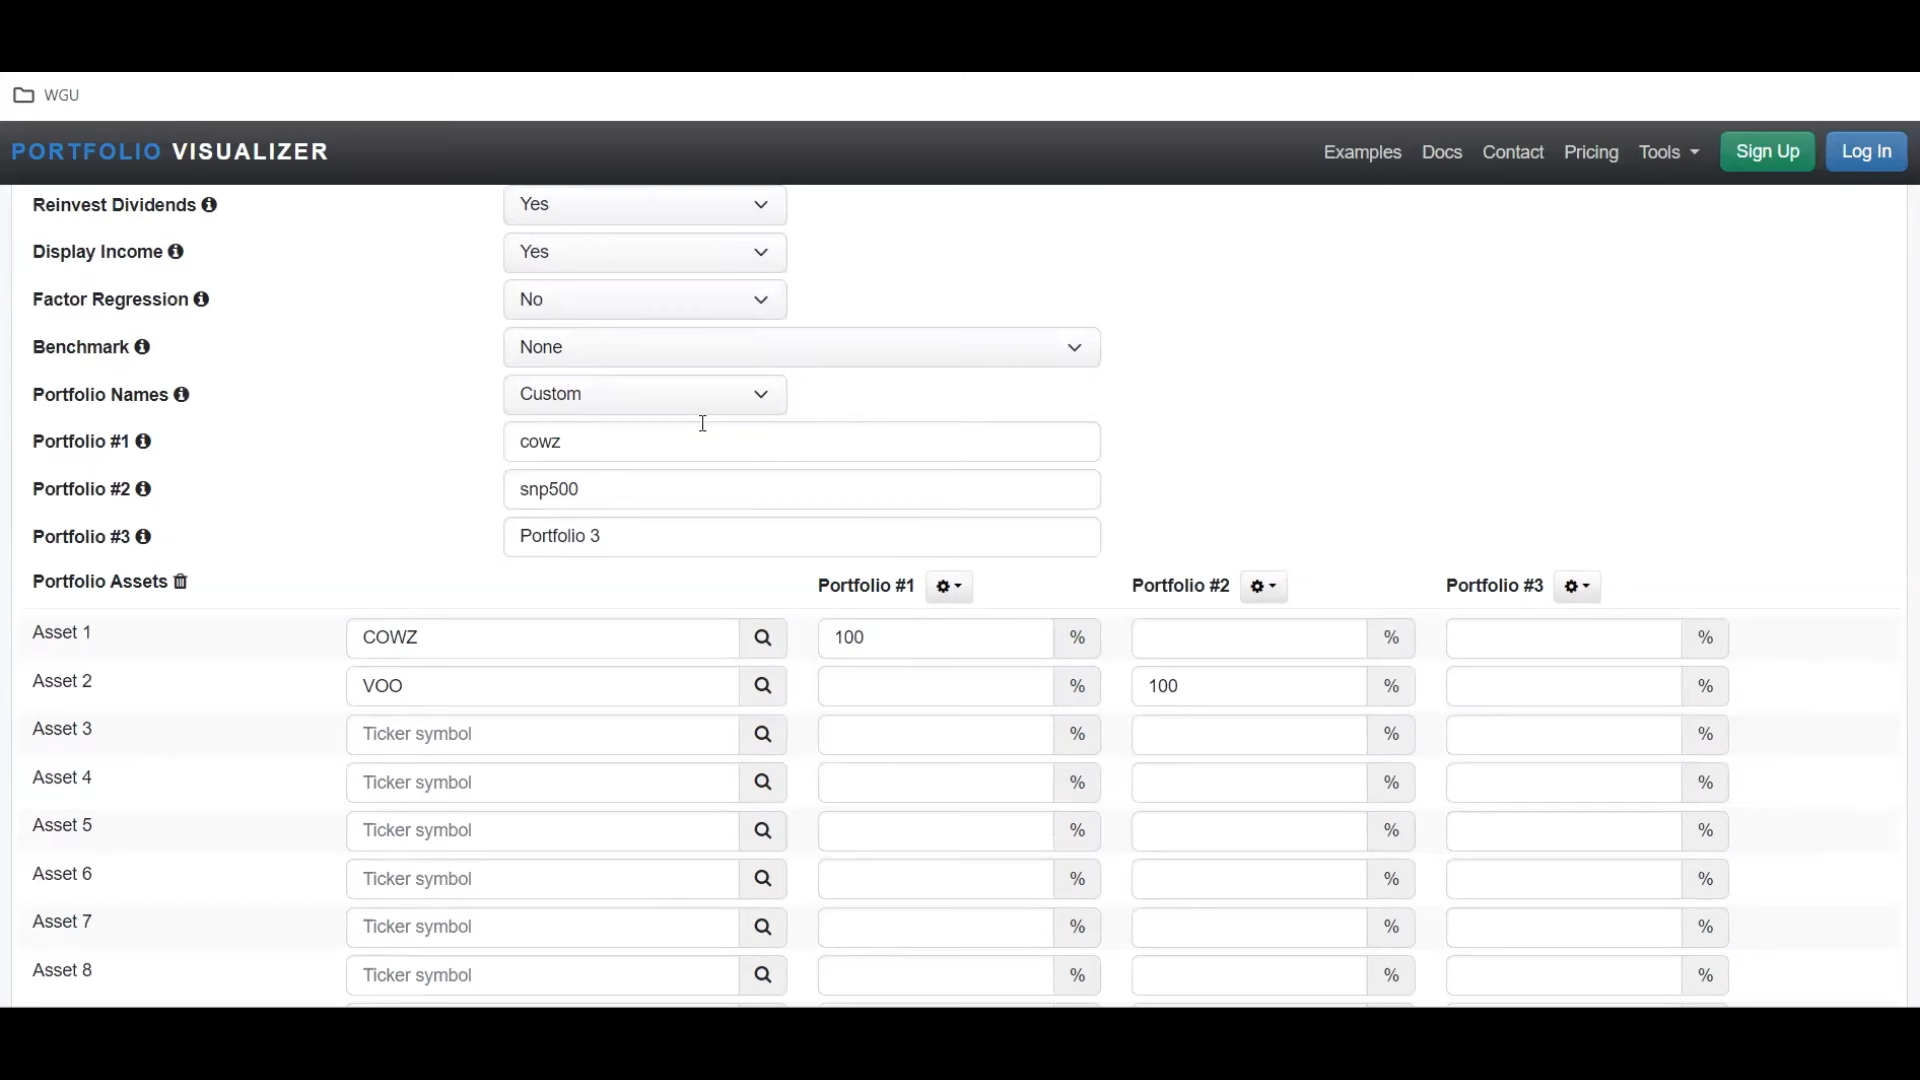 WGU
PORTFOLIO VISUALIZER Examples Docs Contact Pricing Tools Sign Up Log In
Reinvest Dividends Yes
Display Income Yes
Factor Regression No
Benchmark None
Portfolio Names Custom
Portfolio #1 cowz
Portfolio #2 snp500
Portfolio #3 Portfolio 3
Portfolio Assets Portfolio #1 Portfolio #2 Portfolio #3
Asset 1 COWZ 100 % % %
Asset 2 VOO % 100 % %
Asset 3 Ticker symbol % % %
Asset 4 Ticker symbol % % %
Asset 5 Ticker symbol % % %
Asset 6 Ticker symbol % % %
Asset 7 Ticker symbol % % %
Asset 8 Ticker symbol % % %